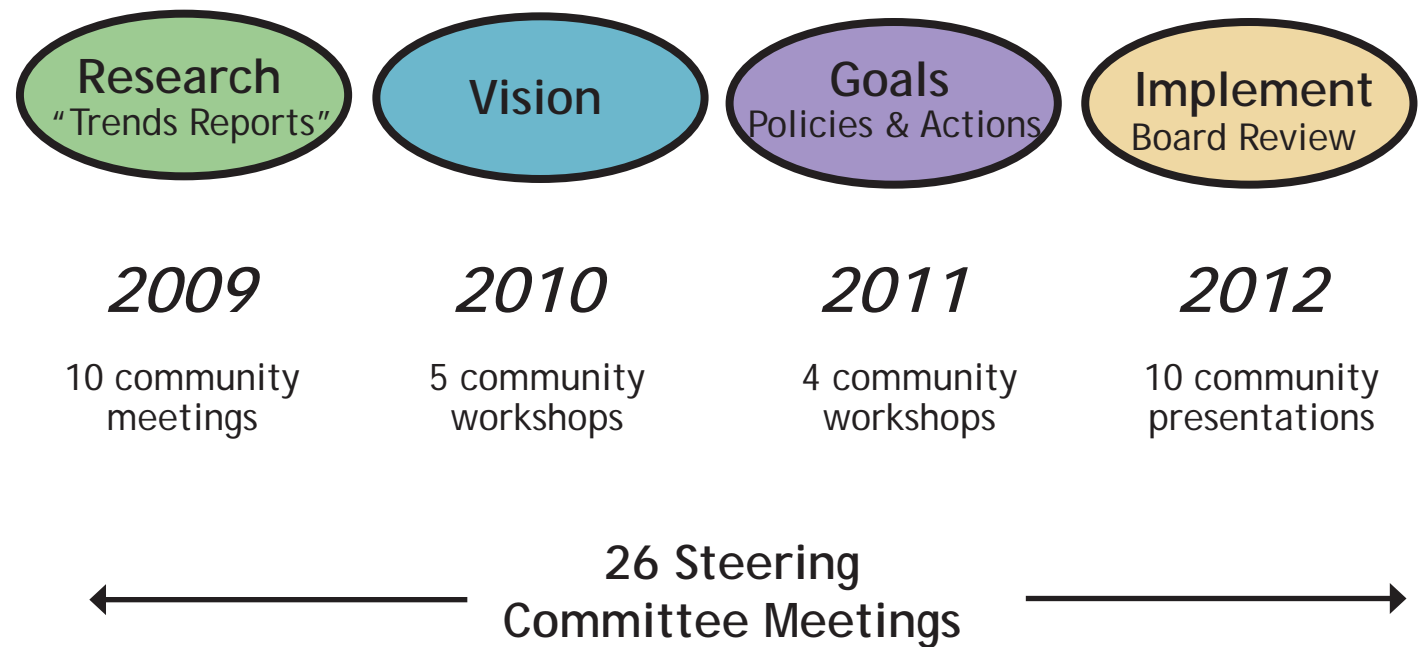 Research
"Trends Reports"
Vision
Goals
Policies & Actions
Implement
Board Review
2009
2010
2011
2012
10 community
meetings
5 community
workshops
4 community
workshops
10 community
presentations
26 Steering
Committee Meetings